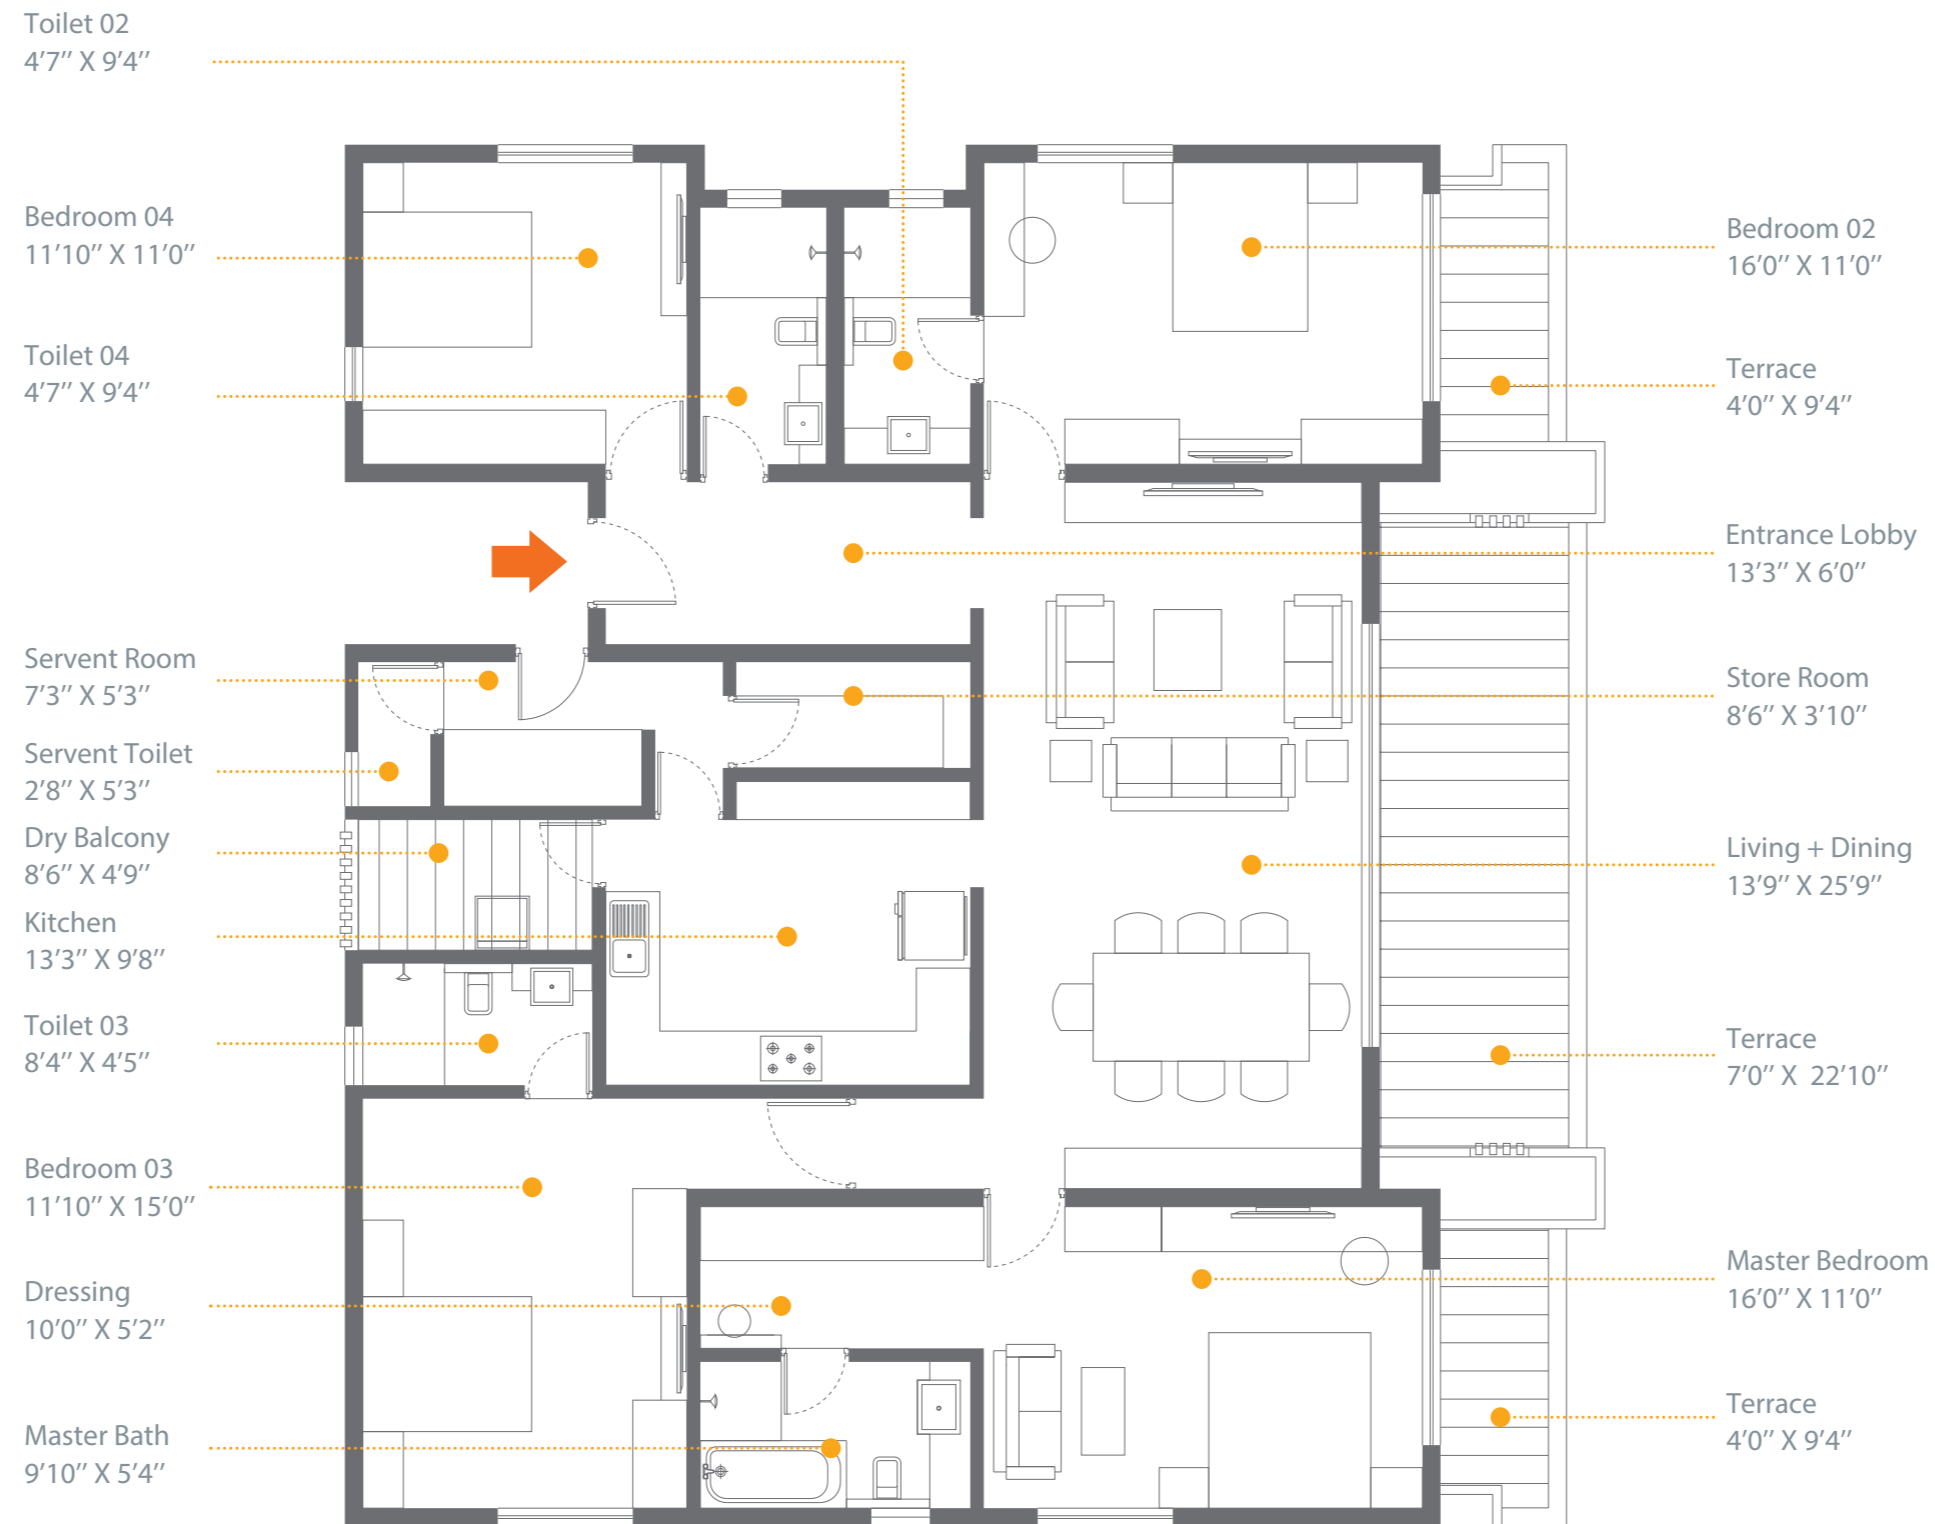 Toilet 02
4'7'' X 9'4''
Bedroom 04
11'10'' X 11'0''
Toilet 04
4'7'' X 9'4''
Servent Room
7'3'' X 5'3''
Servent Toilet
2'8'' X 5'3''
Dry Balcony
8'6'' X 4'9''
Kitchen
13'3'' X 9'8''
Toilet 03
8'4'' X 4'5''
Bedroom 03
11'10'' X 15'0''
Dressing
10'0'' X 5'2''
Master Bath
9'10'' X 5'4''
Bedroom 02
16'0'' X 11'0''
Terrace
4'0'' X 9'4''
Entrance Lobby
13'3'' X 6'0''
Store Room
8'6'' X 3'10''
Living + Dining
13'9'' X 25'9''
Terrace
7'0'' X 22'10''
Master Bedroom
16'0'' X 11'0''
Terrace
4'0'' X 9'4''